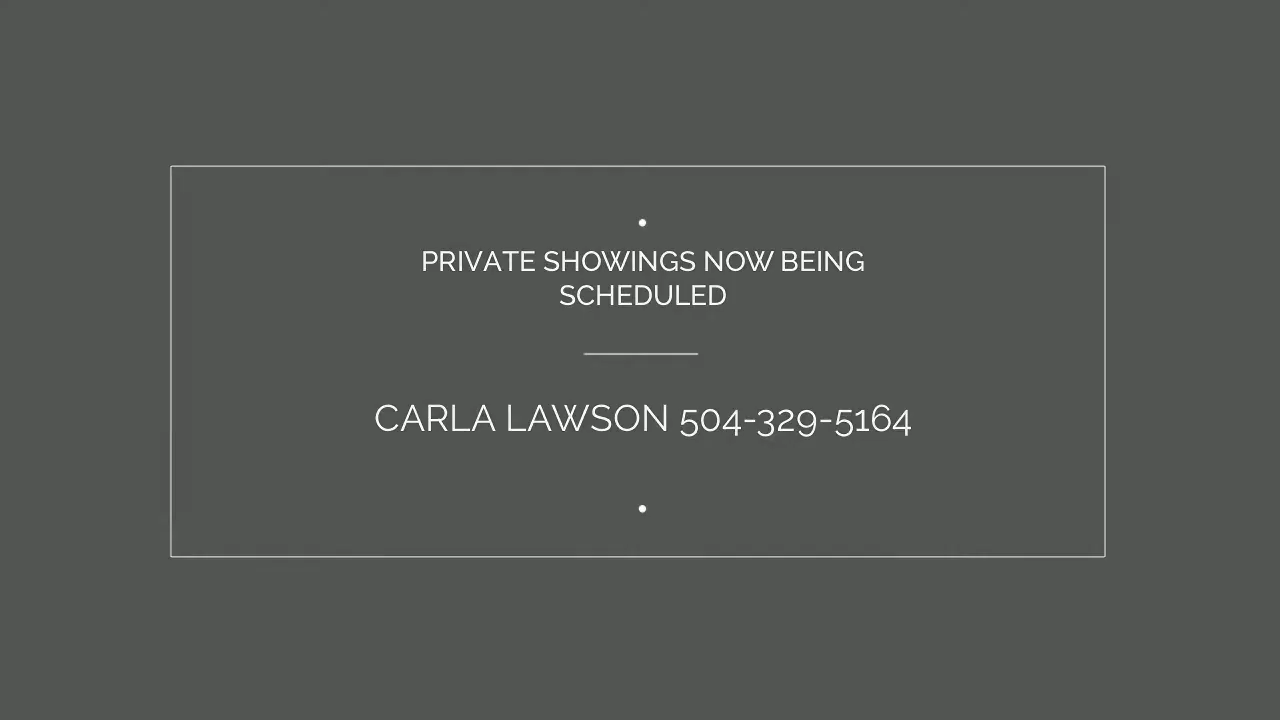 PRIVATE SHOWINGS NOW BEING
SCHEDULED
CARLA LAWSON 504-329-5164